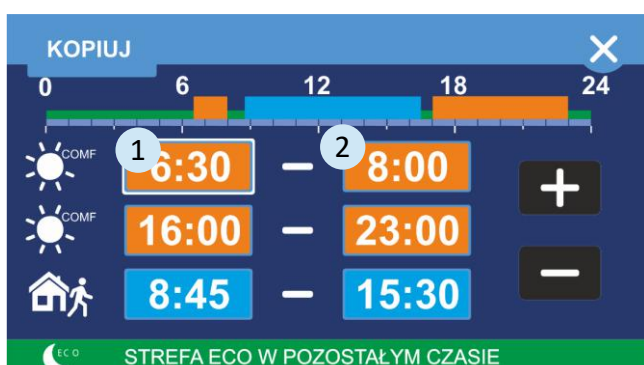 KOPIUJ
0 6 12 18 24
COMF 1 6:30 – 2 8:00 +
COMF 16:00 – 23:00
8:45 – 15:30 –
ECO STREFA ECO W POZOSTAŁYM CZASIE